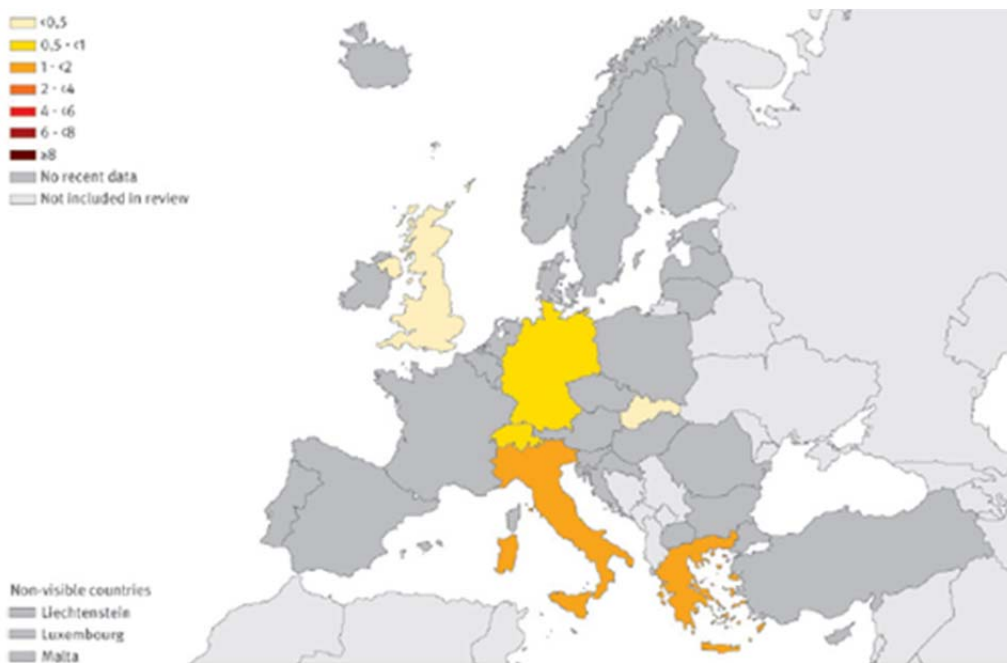 <0.5
0.5 - <1
1 - <2
2 - <4
4 - <6
6 - <8
≥8
No recent data
Not included in review
Non-visible countries
Liechtenstein
Luxembourg
Malta